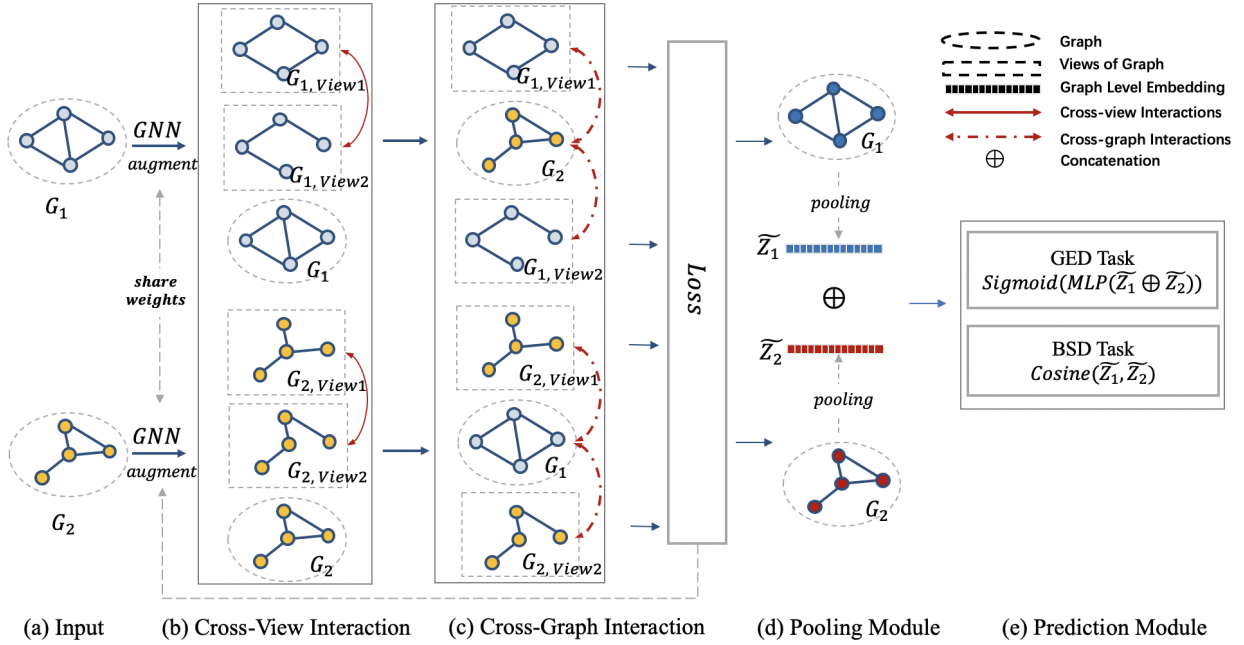 G₁
GNN
augment
share
weights
G₂
GNN
augment
G₁,View1
G₁,View2
G₁
G₂,View1
G₂,View2
G₂
G₁,View1
G₂
G₁,View2
G₂,View1
G₁
G₂,View2
Loss
G₁
pooling
Z̃₁
⊕
Z̃₂
pooling
G₂
Graph
Views of Graph
Graph Level Embedding
Cross-view Interactions
Cross-graph Interactions
⊕ Concatenation
GED Task
Sigmoid(MLP(Z̃₁ ⊕ Z̃₂))
BSD Task
Cosine(Z̃₁, Z̃₂)
(a) Input
(b) Cross-View Interaction
(c) Cross-Graph Interaction
(d) Pooling Module
(e) Prediction Module